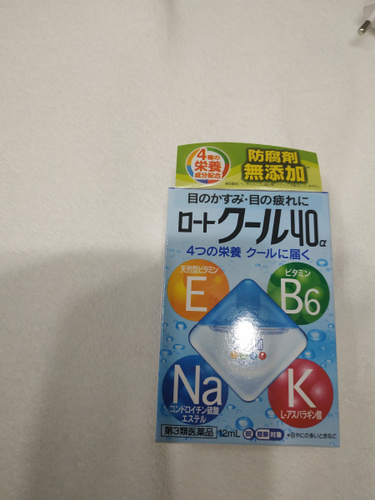 4種の
栄養
成分配合
防腐剤
無添加
目のかすみ・目の疲れに
ロート クール40α
4つの栄養 クールに届く
天然型ビタミン
E
ビタミン
B6
Na
コンドロイチン硫酸
エステル
K
L-アスパラギン酸
第3類医薬品
12mL